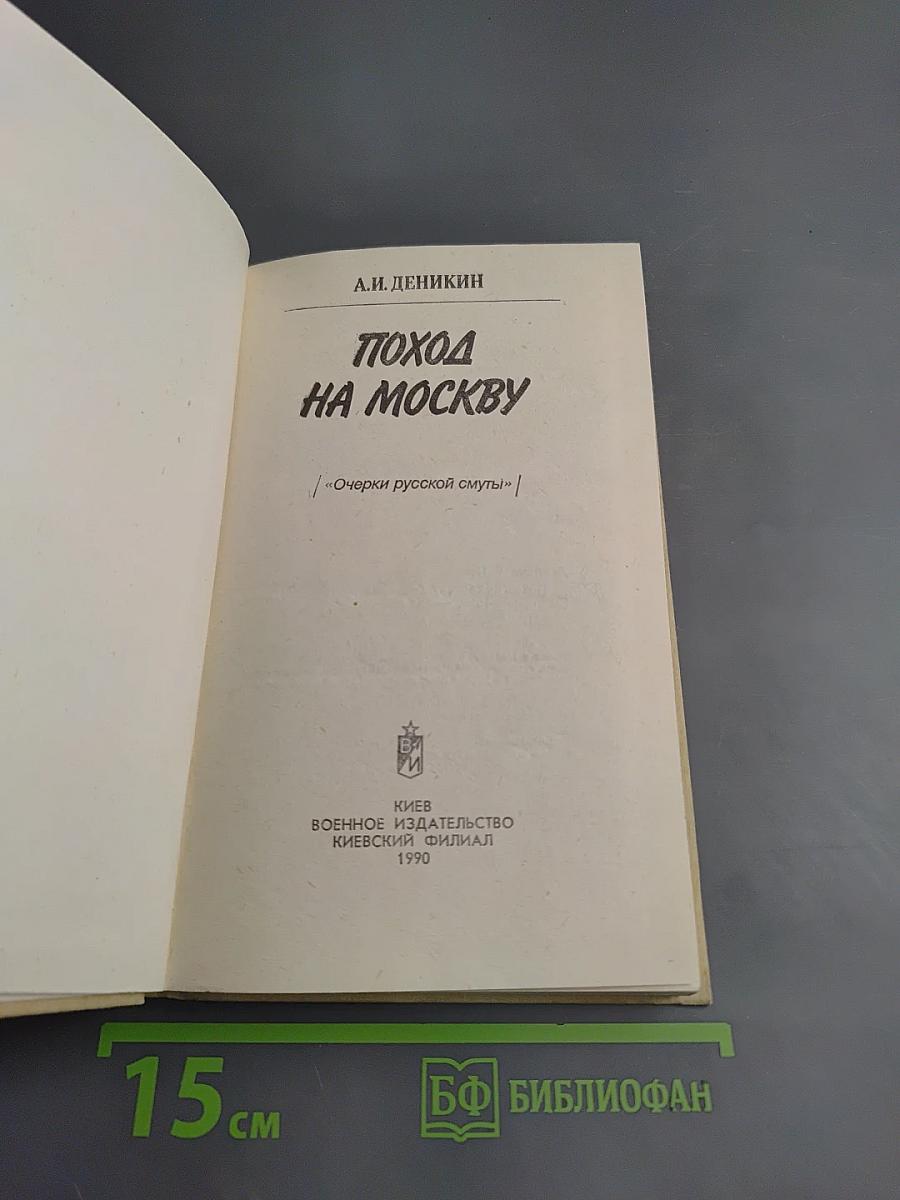 А.И. ДЕНИКИН
ПОХОД
НА МОСКВУ
«Очерки русской смуты»
ВИ
КИЕВ
ВОЕННОЕ ИЗДАТЕЛЬСТВО
КИЕВСКИЙ ФИЛИАЛ
1990
15 см
БФ БИБЛИОФАН